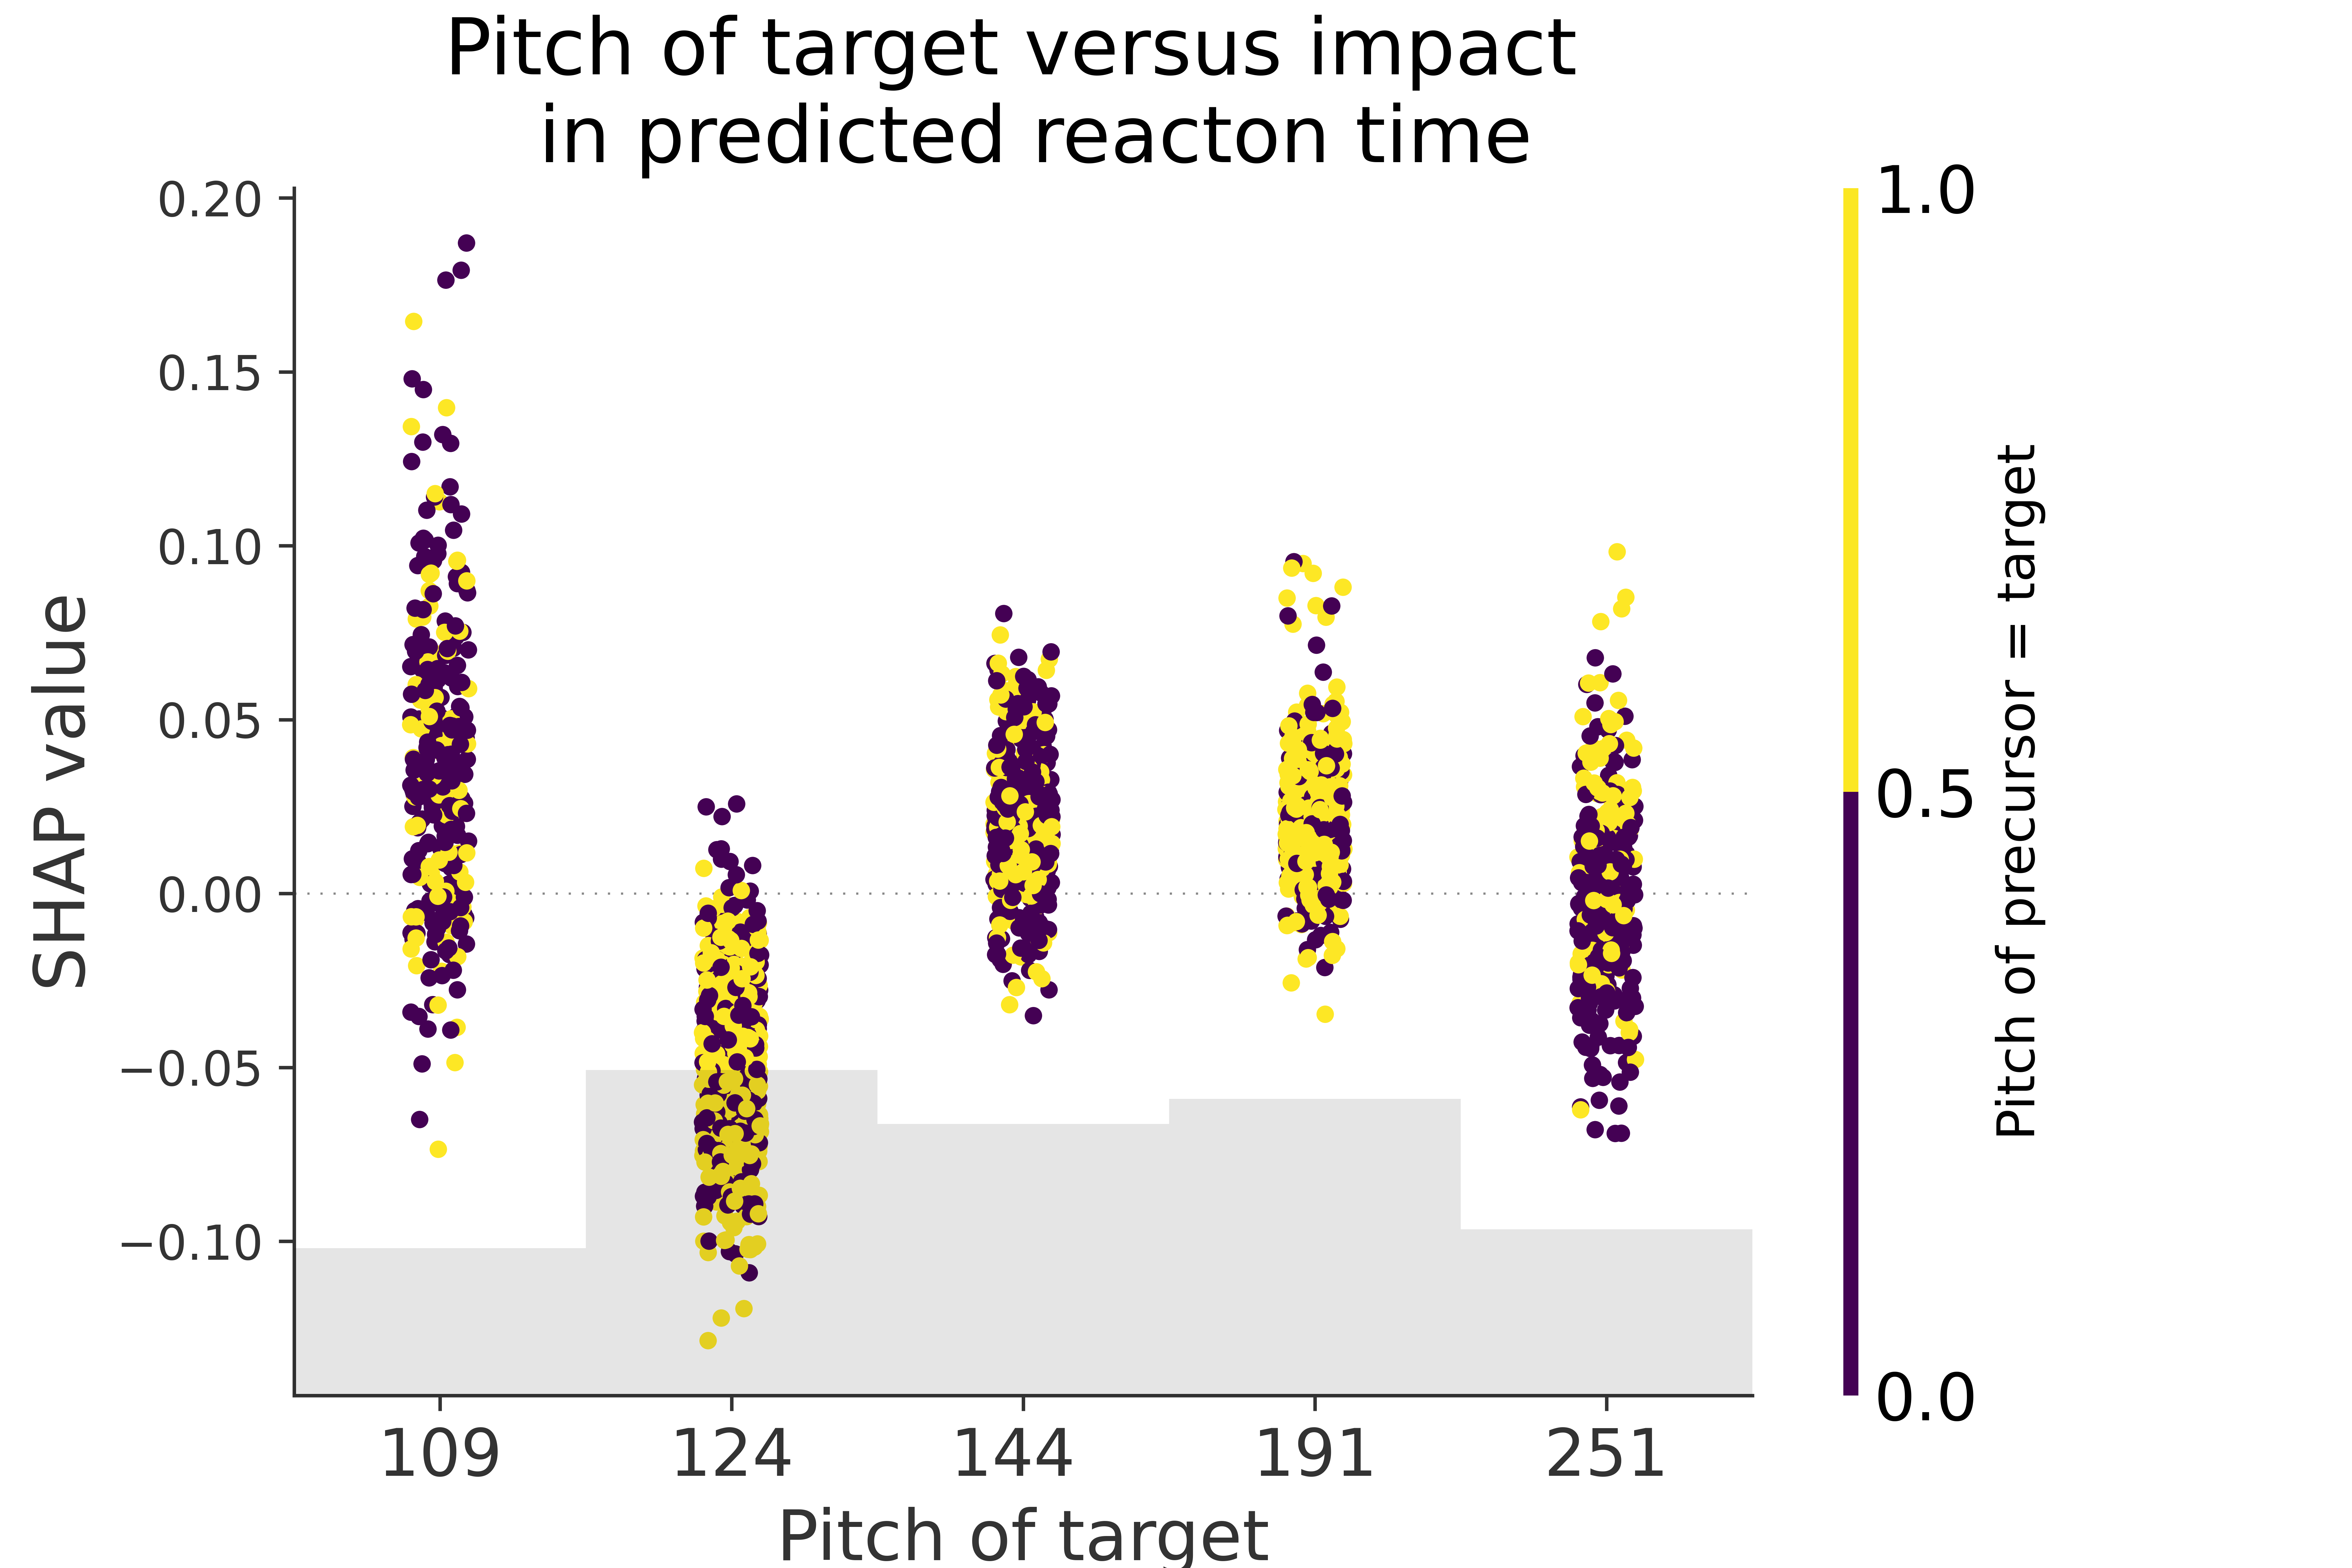 Pitch of target versus impact
in predicted reacton time
0.20
0.15
0.10
0.05
0.00
−0.05
−0.10
SHAP value
109 124 144 191 251
Pitch of target
1.0
0.5
0.0
Pitch of precursor = target